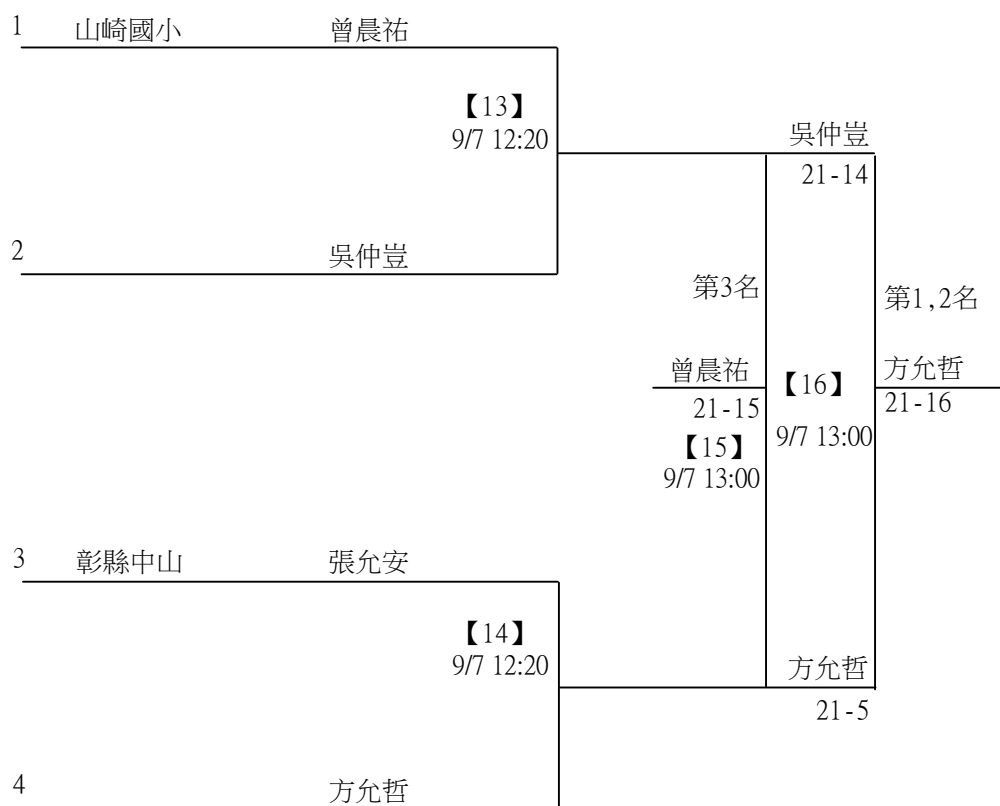 1 山崎國小 曾晨祐
【13】
9/7 12:20
吳仲豈
21-14
2 吳仲豈
第3名
第1,2名
曾晨祐
【16】
方允哲
21-15
21-16
【15】
9/7 13:00
9/7 13:00
3 彰縣中山 張允安
【14】
9/7 12:20
方允哲
21-5
4 方允哲